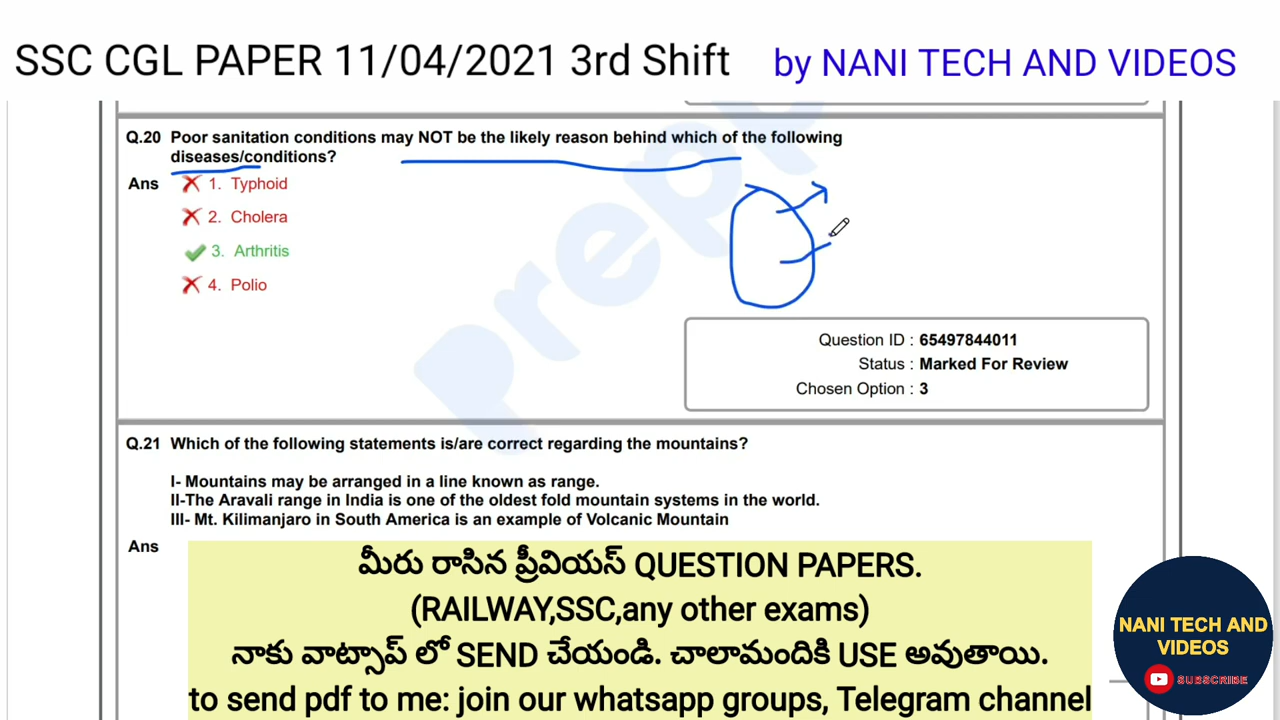 SSC CGL PAPER 11/04/2021 3rd Shift by NANI TECH AND VIDEOS
Q.20 Poor sanitation conditions may NOT be the likely reason behind which of the following
diseases/conditions?
Ans 1. Typhoid
2. Cholera
3. Arthritis
4. Polio
Prepp
Question ID : 65497844011
Status : Marked For Review
Chosen Option : 3
Q.21 Which of the following statements is/are correct regarding the mountains?
I- Mountains may be arranged in a line known as range.
II-The Aravali range in India is one of the oldest fold mountain systems in the world.
III- Mt. Kilimanjaro in South America is an example of Volcanic Mountain
Ans
మీరు రాసిన ప్రీవియస్ QUESTION PAPERS.
(RAILWAY,SSC,any other exams)
నాకు వాట్సాప్ లో SEND చేయండి. చాలామందికి USE అవుతాయి.
to send pdf to me: join our whatsapp groups, Telegram channel
NANI TECH AND
VIDEOS
SUBSCRIBE